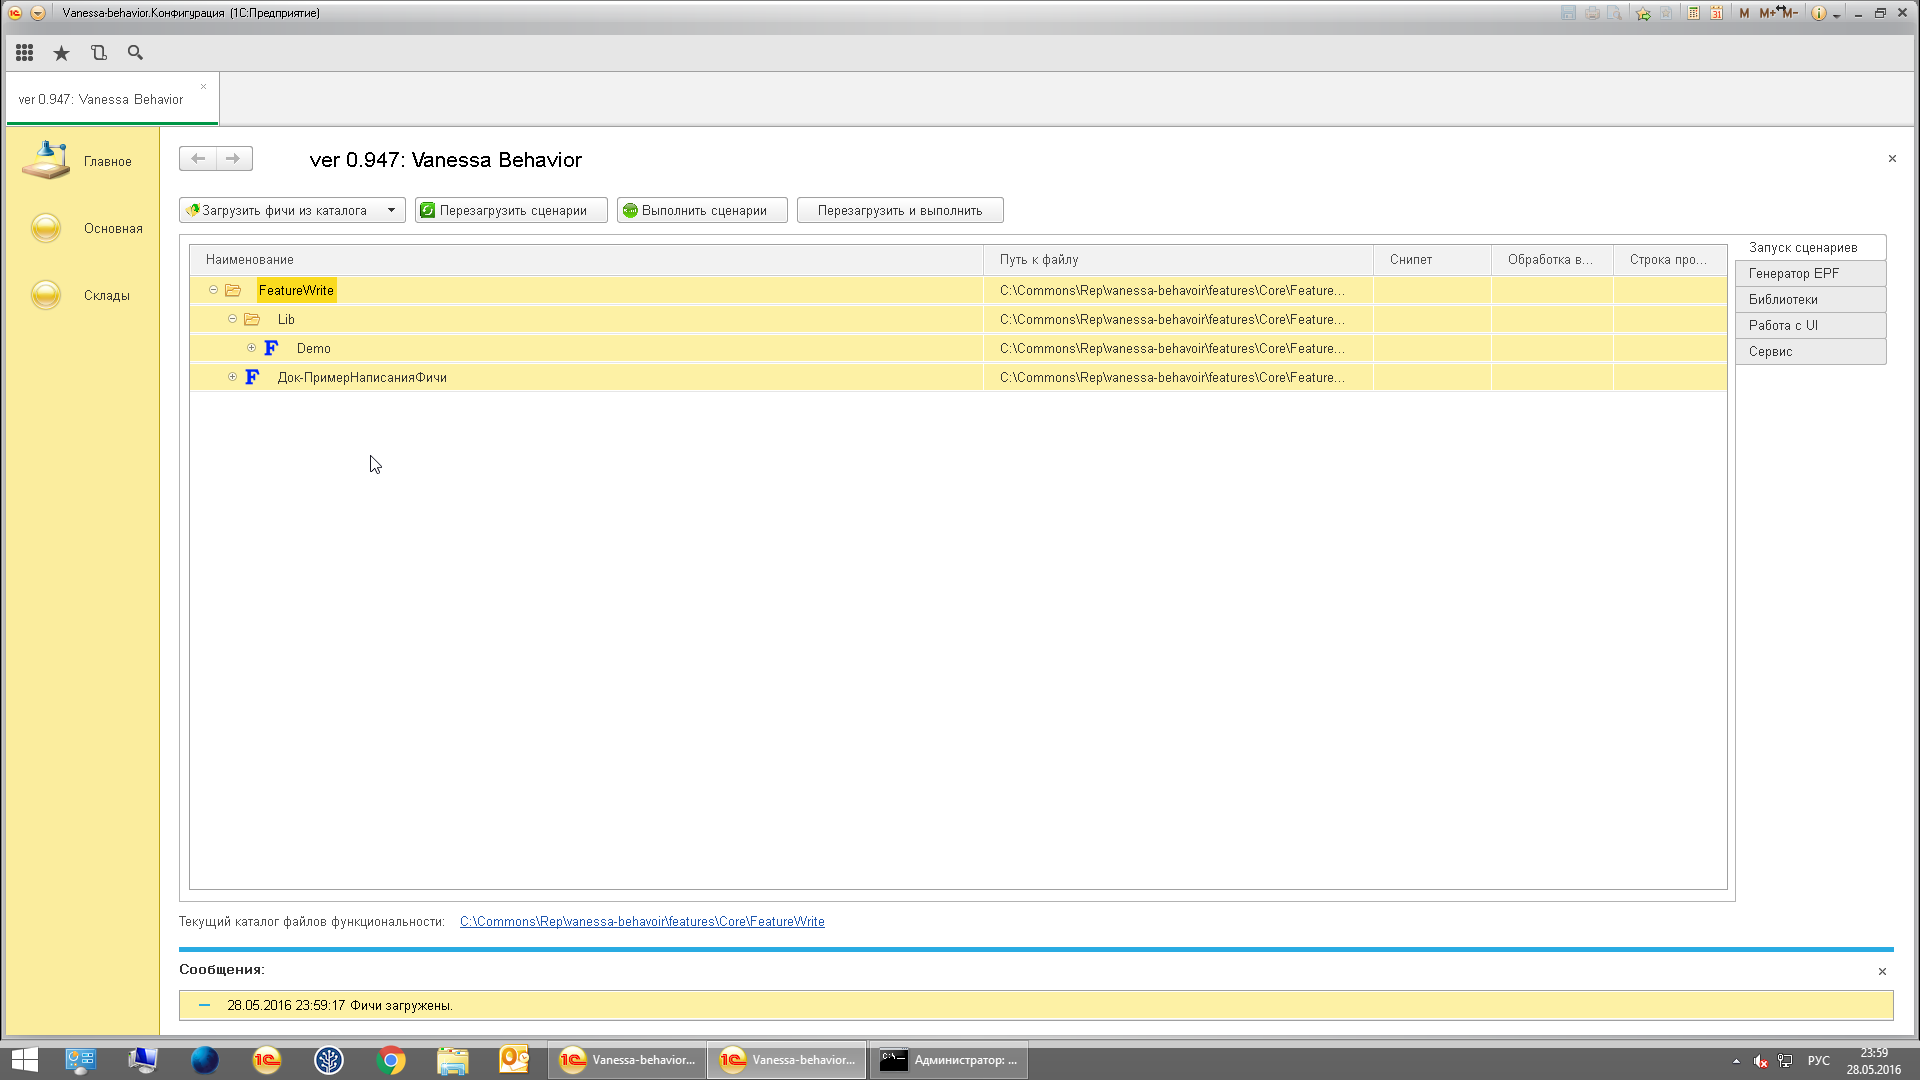 Vanessa-behavior.Конфигурация (1С:Предприятие)
31 M M+ M-
ver 0.947: Vanessa Behavior
Главное
Основная
Склады
ver 0.947: Vanessa Behavior
Загрузить фичи из каталога Перезагрузить сценарии Выполнить сценарии Перезагрузить и выполнить
Наименование Путь к файлу Снипет Обработка в... Строка про...
FeatureWrite C:\Commons\Rep\vanessa-behavoir\features\Core\Feature...
Lib C:\Commons\Rep\vanessa-behavoir\features\Core\Feature...
F Demo C:\Commons\Rep\vanessa-behavoir\features\Core\Feature...
F Док-ПримерНаписанияФичи C:\Commons\Rep\vanessa-behavoir\features\Core\Feature...
Запуск сценариев
Генератор EPF
Библиотеки
Работа с UI
Сервис
Текущий каталог файлов функциональности: C:\Commons\Rep\vanessa-behavoir\features\Core\FeatureWrite
Сообщения:
28.05.2016 23:59:17 Фичи загружены.
Vanessa-behavior... Vanessa-behavior... Администратор: ...
РУС
23:59
28.05.2016